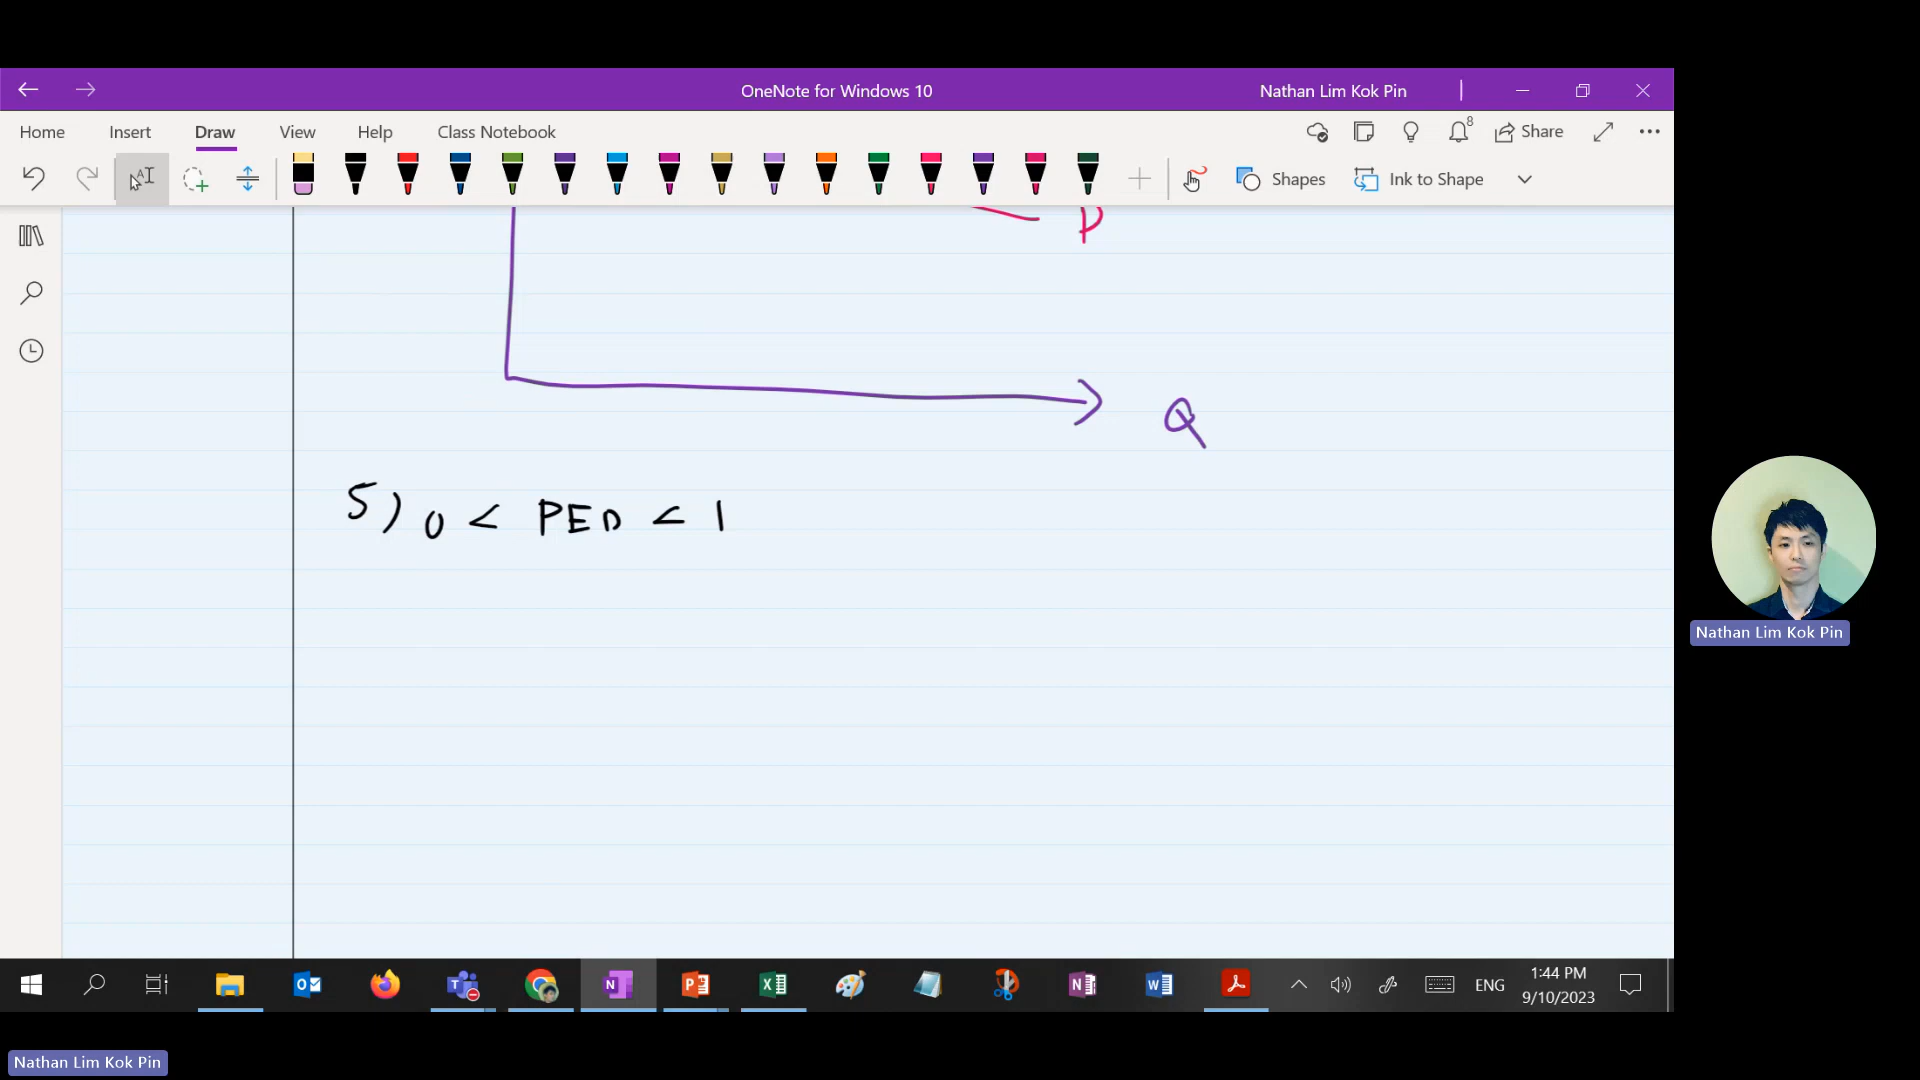 OneNote for Windows 10
Nathan Lim Kok Pin
Home Insert Draw View Help Class Notebook
8
Share
Shapes
Ink to Shape
Q
5) 0 < PED < 1
Nathan Lim Kok Pin
ENG
1:44 PM
9/10/2023
Nathan Lim Kok Pin